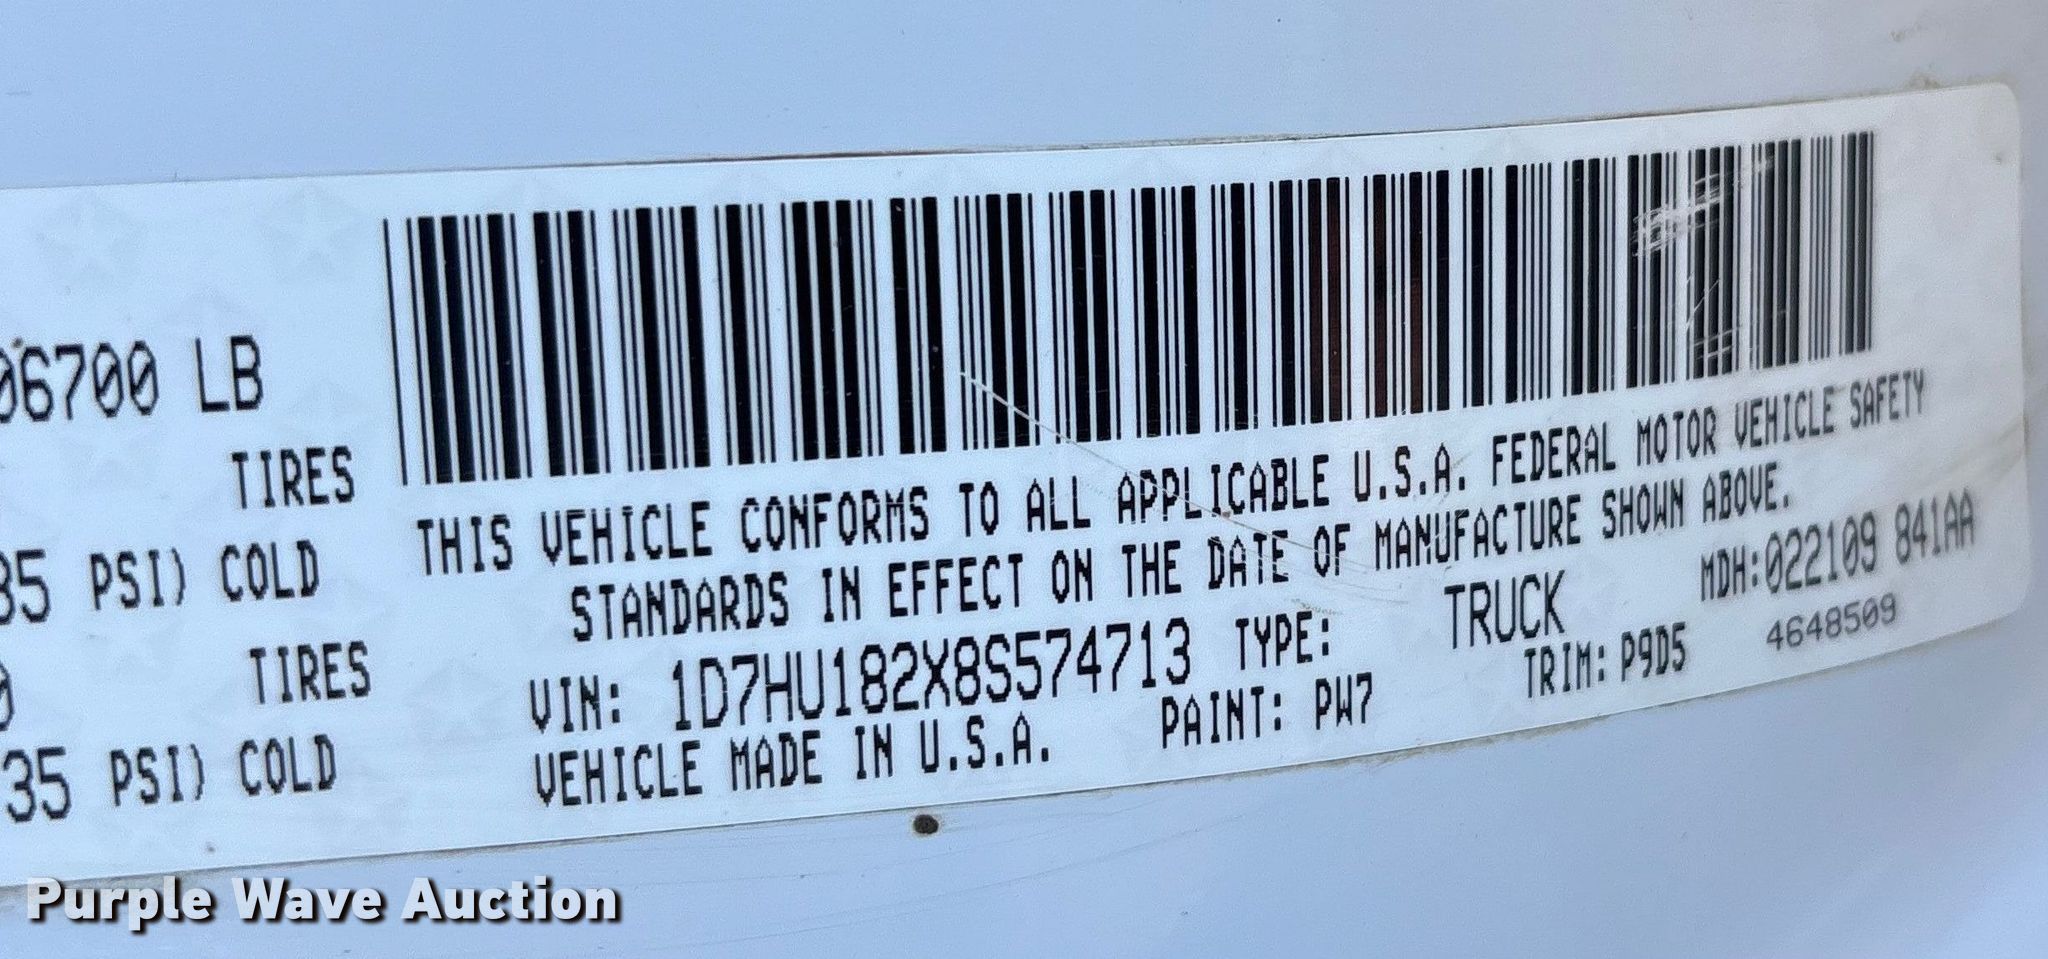 06700 LB
TIRES
35 PSI) COLD
TIRES
35 PSI) COLD
THIS VEHICLE CONFORMS TO ALL APPLICABLE U.S.A. FEDERAL MOTOR VEHICLE SAFETY
STANDARDS IN EFFECT ON THE DATE OF MANUFACTURE SHOWN ABOVE.
MDH:022109 841AA
VIN: 1D7HU182X8S574713 TYPE: TRUCK
4648509
VEHICLE MADE IN U.S.A. PAINT: PW7 TRIM: P9D5
Purple Wave Auction